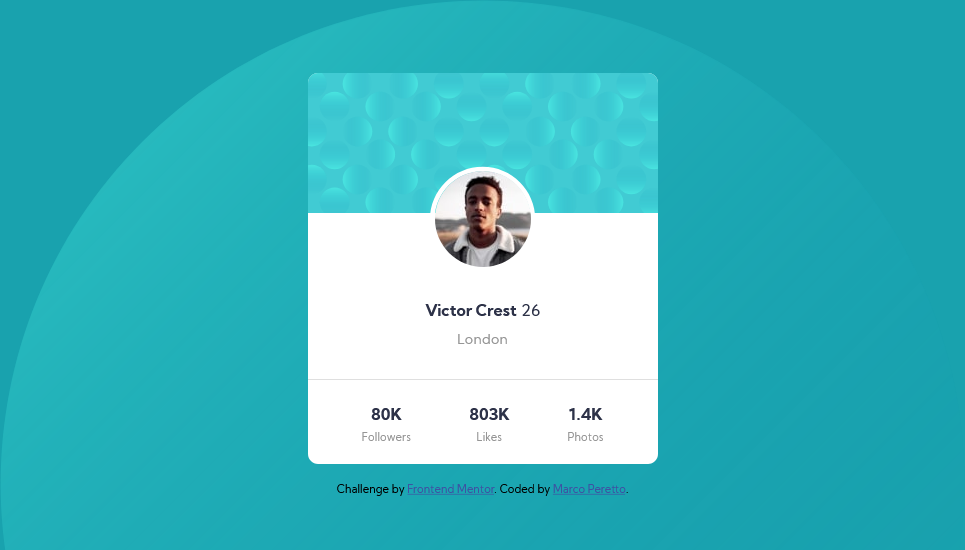 Victor Crest 26
London
80K 803K 1.4K
Followers Likes Photos
Challenge by Frontend Mentor. Coded by Marco Peretto.